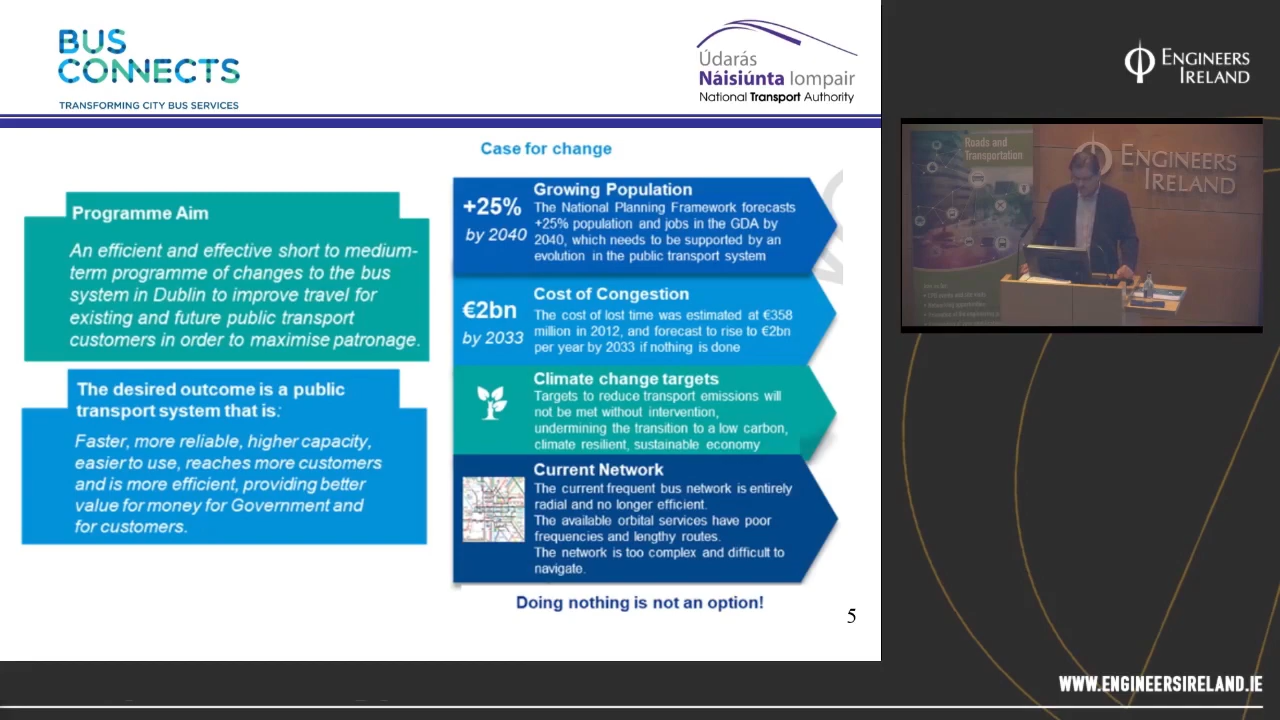 BUS
CONNECTS
TRANSFORMING CITY BUS SERVICES
Údarás
Náisiúnta Iompair
National Transport Authority
Case for change
Programme Aim
An efficient and effective short to medium-
term programme of changes to the bus
system in Dublin to improve travel for
existing and future public transport
customers in order to maximise patronage.
The desired outcome is a public
transport system that is:
Faster, more reliable, higher capacity,
easier to use, reaches more customers
and is more efficient, providing better
value for money for Government and
for customers.
+25%
by 2040
Growing Population
The National Planning Framework forecasts
+25% population and jobs in the GDA by
2040, which needs to be supported by an
evolution in the public transport system
€2bn
by 2033
Cost of Congestion
The cost of lost time was estimated at €358
million in 2012, and forecast to rise to €2bn
per year by 2033 if nothing is done
Climate change targets
Targets to reduce transport emissions will
not be met without intervention,
undermining the transition to a low carbon,
climate resilient, sustainable economy
Current Network
The current frequent bus network is entirely
radial and no longer efficient.
The available orbital services have poor
frequencies and lengthy routes.
The network is too complex and difficult to
navigate.
Doing nothing is not an option!
5
ENGINEERS
IRELAND
Roads and
Transportation
ENGINEERS
IRELAND
WWW.ENGINEERSIRELAND.IE